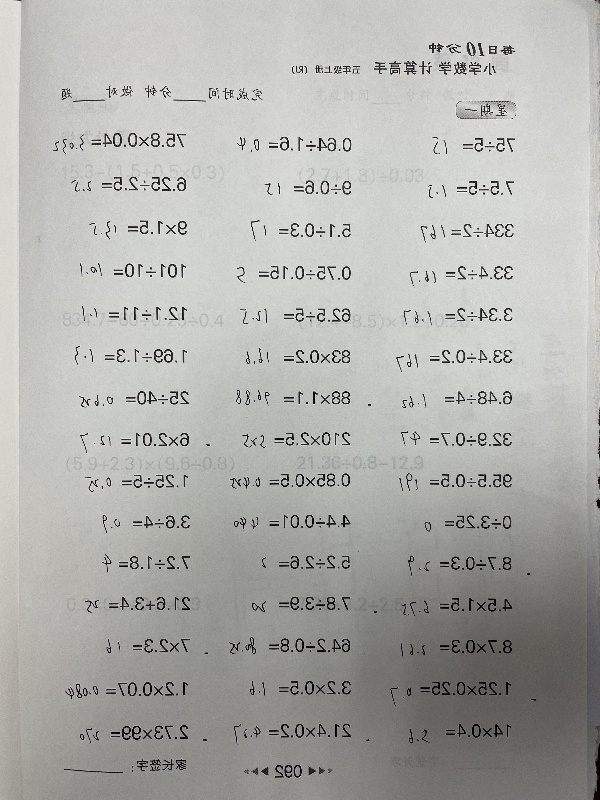 每日10分钟
小学数学 计算高手 五年级上册 (RJ)
完成时间____分钟 做对____题
星期一
75÷5= 15 0.64÷1.6= 0.4 75.8×0.04= 3.032
7.5÷5= 1.5 9÷0.6= 15 6.25÷2.5= 2.5
334÷2= 167 5.1÷0.3= 17 9×1.5= 13.5
33.4÷2= 16.7 0.75÷0.15= 5 101÷10= 10.1
3.34÷2= 1.67 62.5÷5= 12.5 12.1÷11= 1.1
33.4÷0.2= 167 83×0.2= 16.6 1.69÷1.3= 1.3
6.48÷4= 1.62 88×1.1= 96.88 25÷40= 0.625
32.9÷0.7= 47 210×2.5= 525 6×2.01= 12.7
95.5÷0.5= 191 0.85×0.5= 0.425 1.25÷5= 0.25
0÷3.25= 0 4.4÷0.01= 440 3.6÷4= 0.9
8.7÷0.3= 2.9 5.2÷2.6= 2 7.2÷1.8= 4
4.5×1.5= 6.75 7.8÷3.9= 20 21.6+3.4= 25
8.7×0.3= 2.61 64.2÷0.8= 80.25 7×2.3= 16
1.25×0.25= 0.7 3.2×0.5= 1.6 1.2×0.07= 0.084
14×0.4= 5.6 21.4×0.2= 4.27 2.73×99= 270
092 家长签字：____